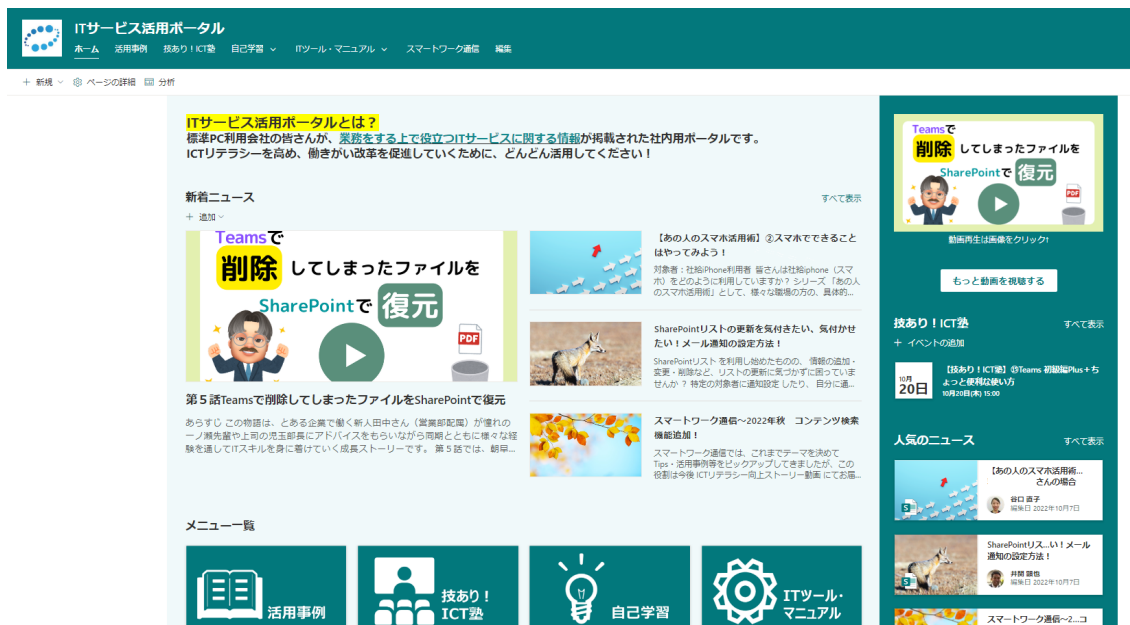 ITサービス活用ポータル
ホーム 活用事例 技あり！ICT塾 自己学習 ITツール・マニュアル スマートワーク通信 編集
＋ 新規 ページの詳細 分析
ITサービス活用ポータルとは？
標準PC利用会社の皆さんが、業務をする上で役立つITサービスに関する情報が掲載された社内用ポータルです。
ICTリテラシーを高め、働きがい改革を促進していくために、どんどん活用してください！
新着ニュース すべて表示
＋ 追加
Teamsで
削除 してしまったファイルを
SharePointで 復元
PDF
第５話Teamsで削除してしまったファイルをSharePointで復元
あらすじ この物語は、とある企業で働く新人田中さん（営業部配属）が憧れの
一ノ瀬先輩や上司の児玉部長にアドバイスをもらいながら同期とともに様々な経
験を通してITスキルを身に着けていく成長ストーリーです。 第５話では、朝早...
【あの人のスマホ活用術】②スマホでできること
はやってみよう！
対象者：社給iPhone利用者 皆さんは社給iphone（スマ
ホ）をどのように利用していますか？ シリーズ「あの人
のスマホ活用術」として、様々な職場の方の、具体的...
SharePointリストの更新を気付きたい、気付かせ
たい！メール通知の設定方法！
SharePointリスト を利用し始めたものの、 情報の追加・
変更・削除など、リストの更新に気づかずに困っていま
せんか ？ 特定の対象者に通知設定 したり、 自分に通...
スマートワーク通信～2022年秋 コンテンツ検索
機能追加！
スマートワーク通信では、これまでテーマを決めて
Tips・活用事例等をピックアップしてきましたが、この
役割は今後 ICTリテラシー向上ストーリー動画 にてお届...
メニュー一覧
活用事例
技あり！
ICT塾
自己学習
ITツール・
マニュアル
Teamsで
削除 してしまったファイルを
SharePointで 復元
PDF
動画再生は画像をクリック↑
もっと動画を視聴する
技あり！ICT塾 すべて表示
＋ イベントの追加
10月
20日
【技あり！ICT塾】⑬Teams 初級編Plus＋ち
ょっと便利な使い方
10月20日(木) 15:00
人気のニュース すべて表示
【あの人のスマホ活用術...
さんの場合
谷口 直子
編集日 2022年10月7日
SharePointリス...い！メール
通知の設定方法！
編集日 2022年10月7日
スマートワーク通信～2...コ